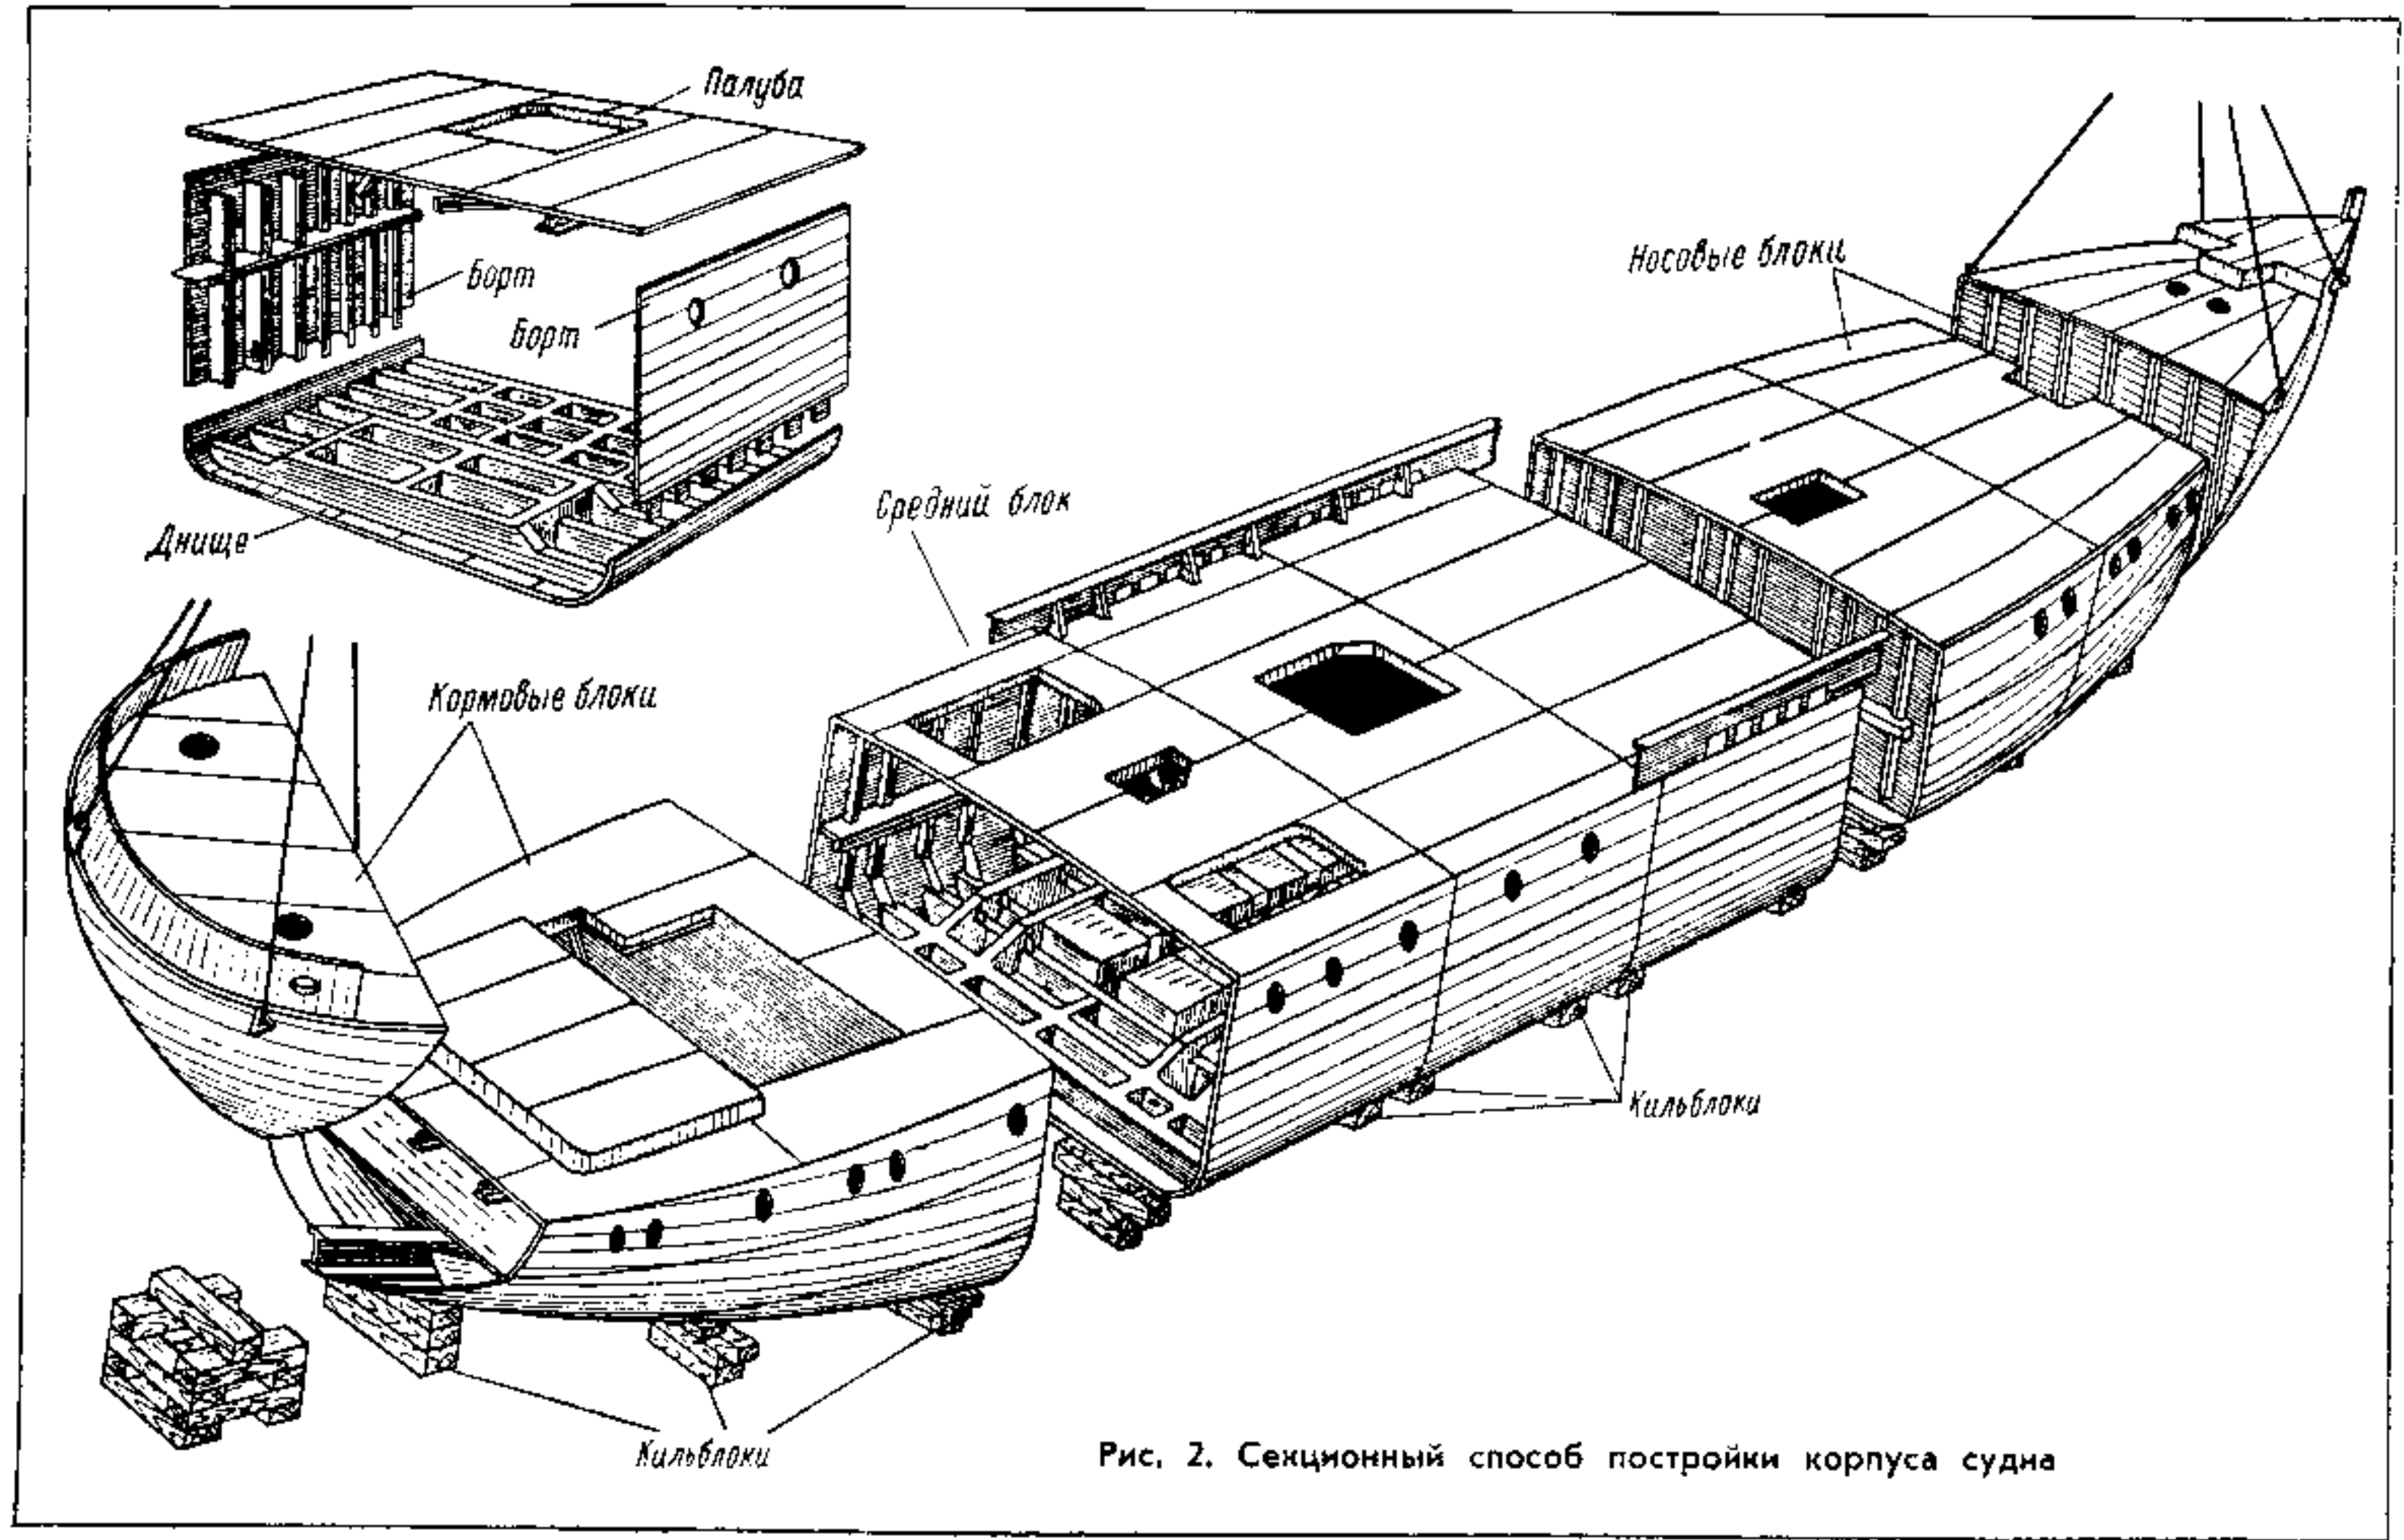 Палуба
Борт
Борт
Днище
Носовые блоки
Средний блок
Кормовые блоки
Кильблоки
Кильблоки
Рис. 2. Секционный способ постройки корпуса судна